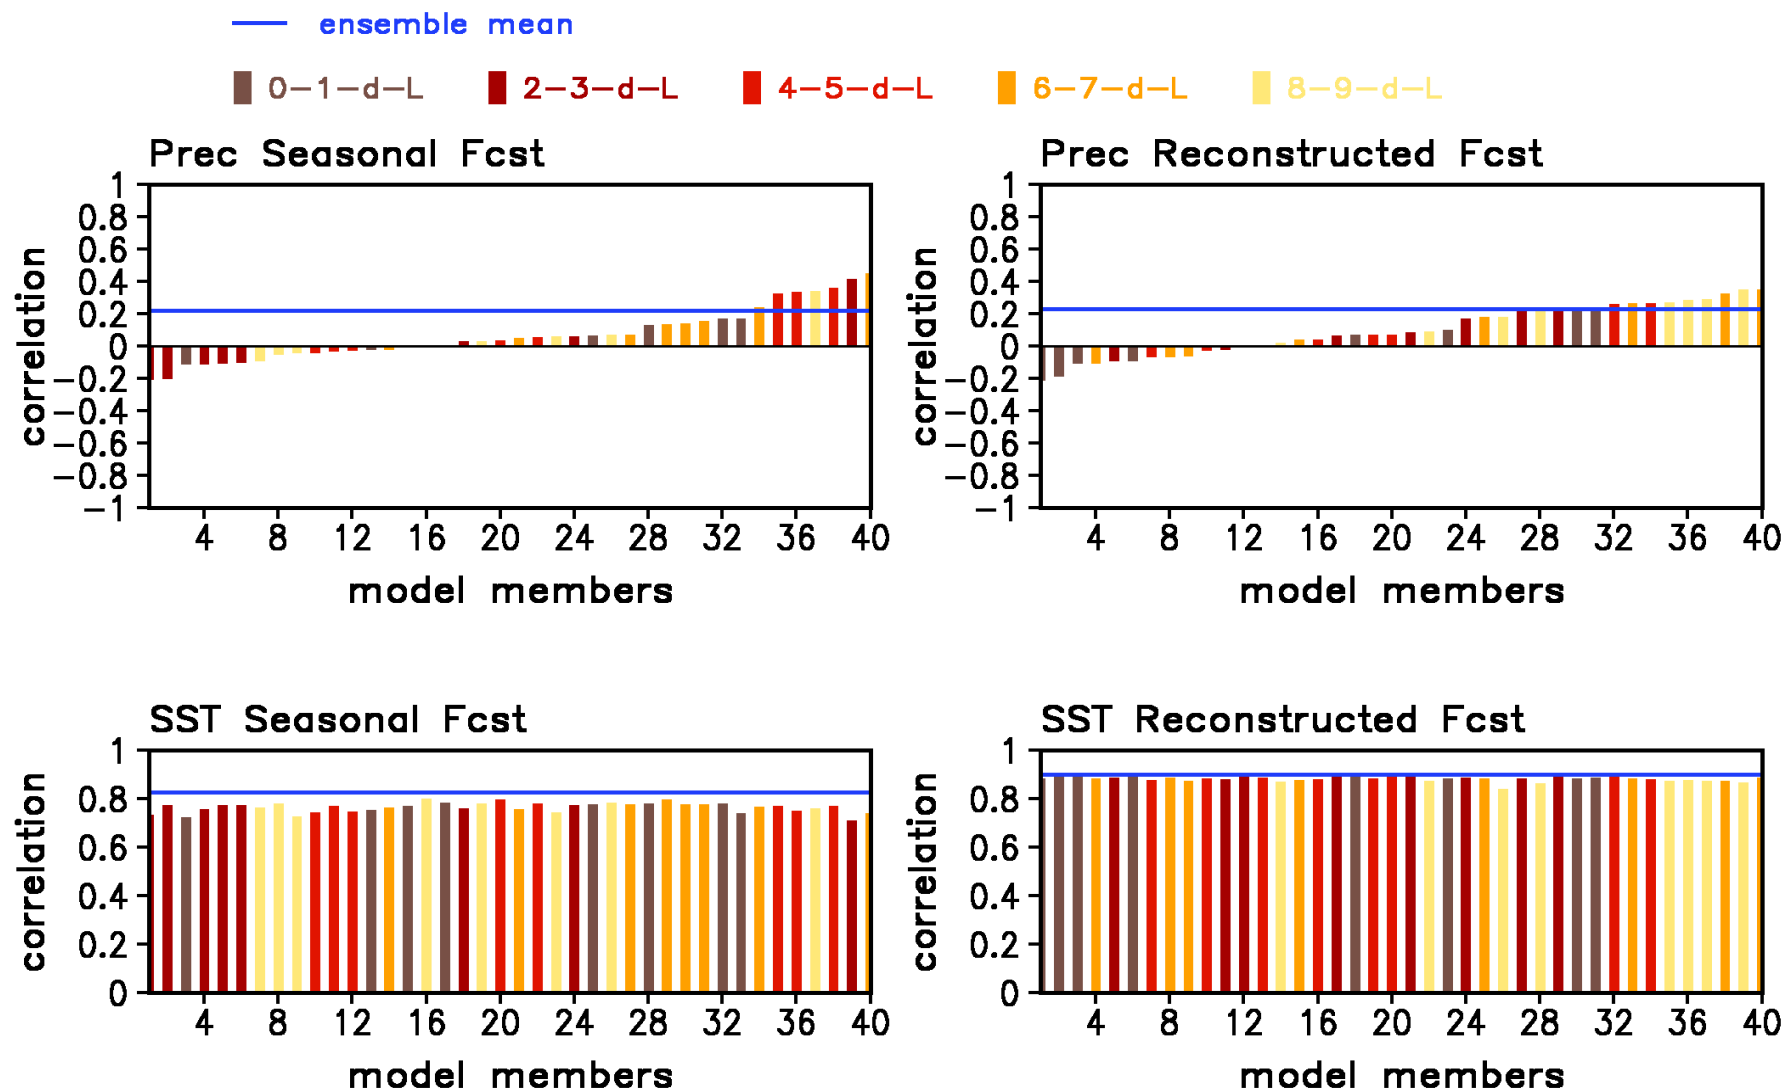 ensemble mean
0-1-d-L 2-3-d-L 4-5-d-L 6-7-d-L 8-9-d-L
Prec Seasonal Fcst
correlation
1
0.8
0.6
0.4
0.2
0
-0.2
-0.4
-0.6
-0.8
-1
4 8 12 16 20 24 28 32 36 40
model members
Prec Reconstructed Fcst
correlation
1
0.8
0.6
0.4
0.2
0
-0.2
-0.4
-0.6
-0.8
-1
4 8 12 16 20 24 28 32 36 40
model members
SST Seasonal Fcst
correlation
1
0.8
0.6
0.4
0.2
0
4 8 12 16 20 24 28 32 36 40
model members
SST Reconstructed Fcst
correlation
1
0.8
0.6
0.4
0.2
0
4 8 12 16 20 24 28 32 36 40
model members